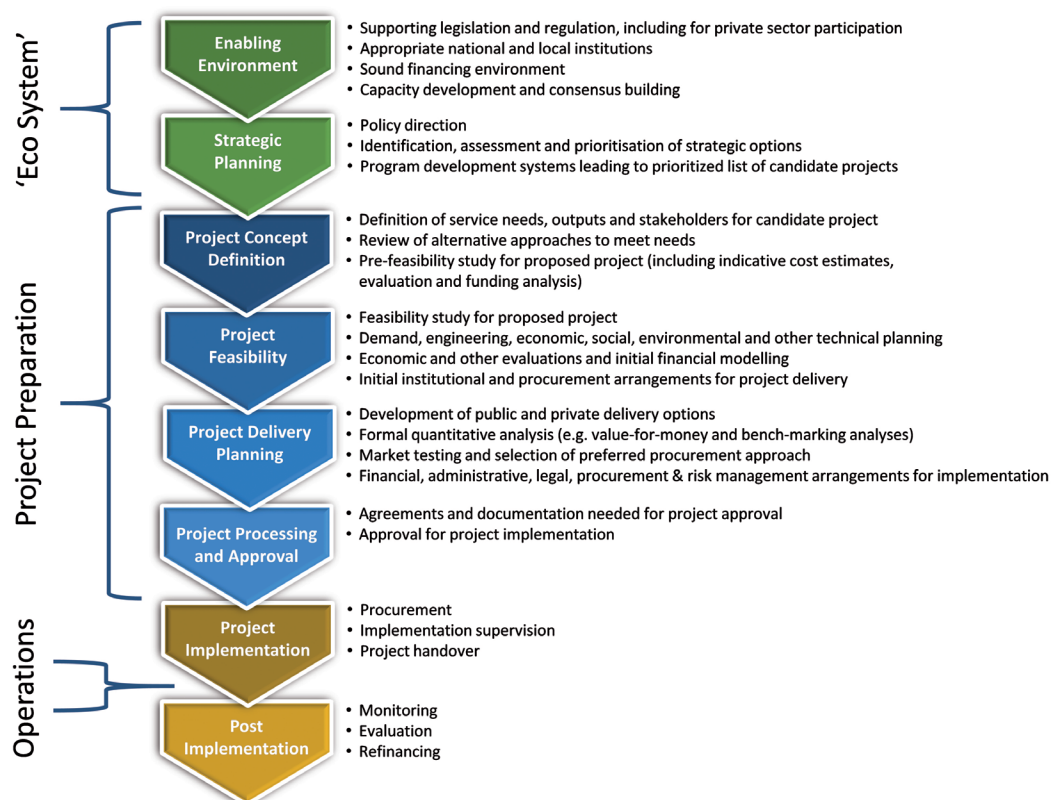 ‘Eco System’
Enabling
Environment
• Supporting legislation and regulation, including for private sector participation
• Appropriate national and local institutions
• Sound financing environment
• Capacity development and consensus building
Strategic
Planning
• Policy direction
• Identification, assessment and prioritisation of strategic options
• Program development systems leading to prioritized list of candidate projects
Project Preparation
Project Concept
Definition
• Definition of service needs, outputs and stakeholders for candidate project
• Review of alternative approaches to meet needs
• Pre-feasibility study for proposed project (including indicative cost estimates,
evaluation and funding analysis)
Project
Feasibility
• Feasibility study for proposed project
• Demand, engineering, economic, social, environmental and other technical planning
• Economic and other evaluations and initial financial modelling
• Initial institutional and procurement arrangements for project delivery
Project Delivery
Planning
• Development of public and private delivery options
• Formal quantitative analysis (e.g. value-for-money and bench-marking analyses)
• Market testing and selection of preferred procurement approach
• Financial, administrative, legal, procurement & risk management arrangements for implementation
Project Processing
and Approval
• Agreements and documentation needed for project approval
• Approval for project implementation
Operations
Project
Implementation
• Procurement
• Implementation supervision
• Project handover
Post
Implementation
• Monitoring
• Evaluation
• Refinancing